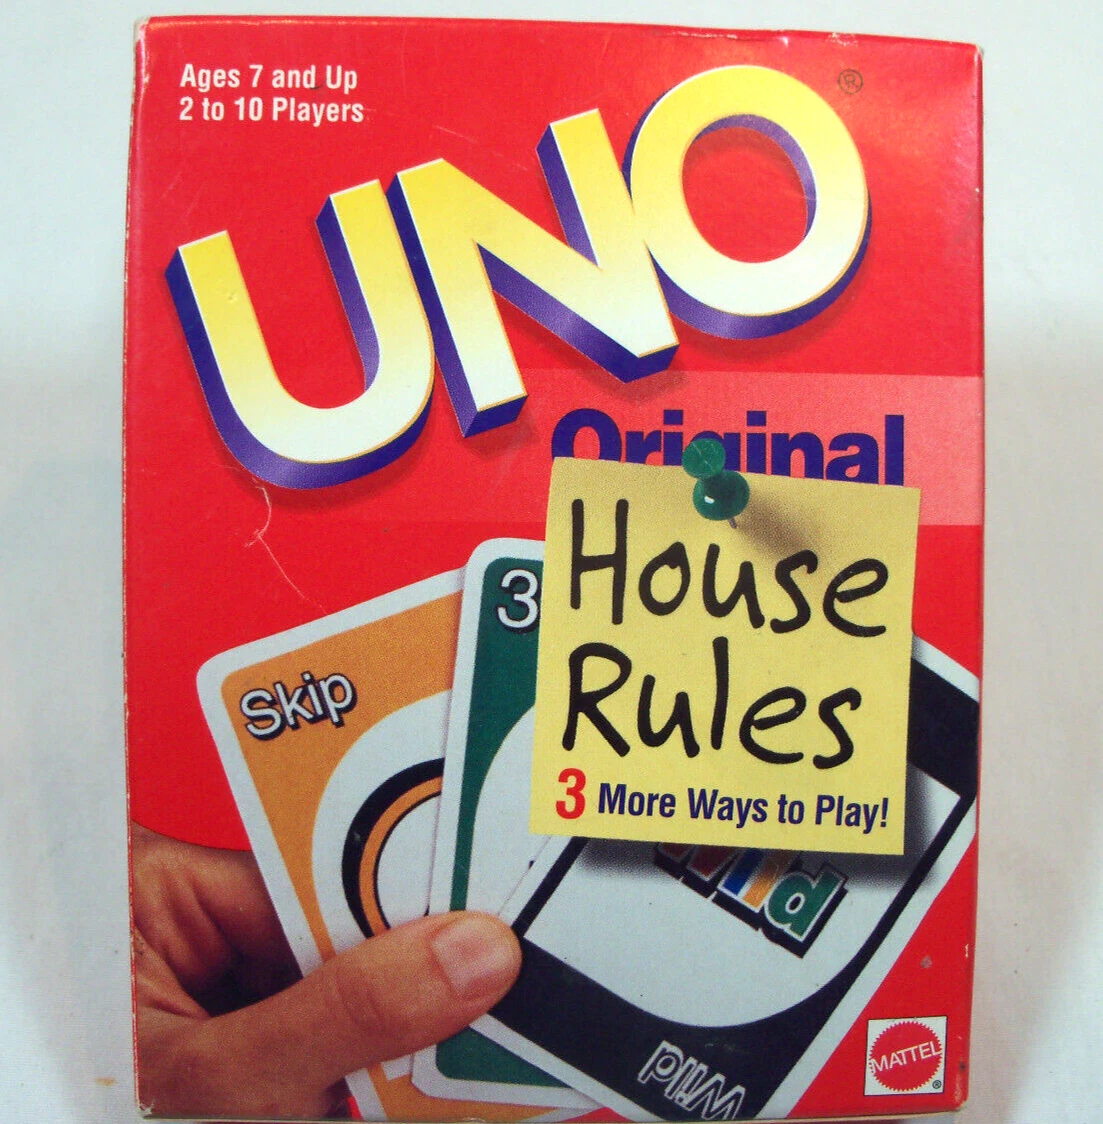 Ages 7 and Up
2 to 10 Players
UNO®
Original
House
Rules
3 More Ways to Play!
Skip
3
Wild
Wild
MATTEL®